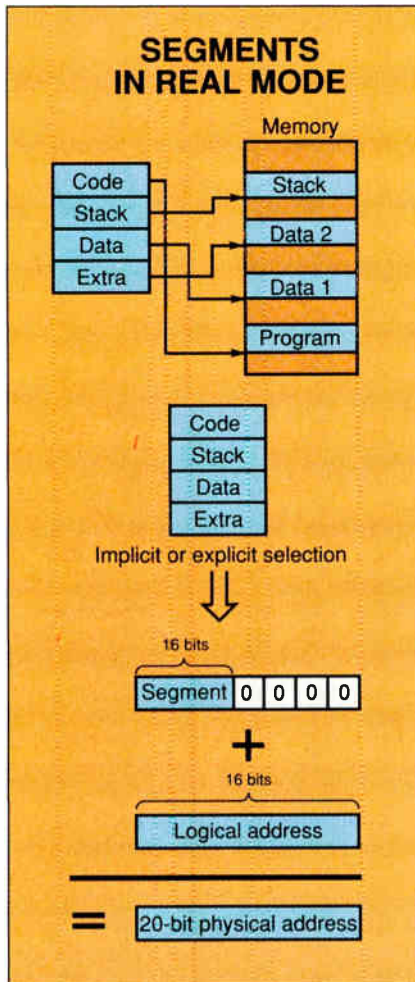 SEGMENTS
IN REAL MODE
Memory
Code
Stack
Data
Extra
Stack
Data 2
Data 1
Program
Code
Stack
Data
Extra
Implicit or explicit selection
16 bits
Segment 0 0 0 0
+
16 bits
Logical address
= 20-bit physical address